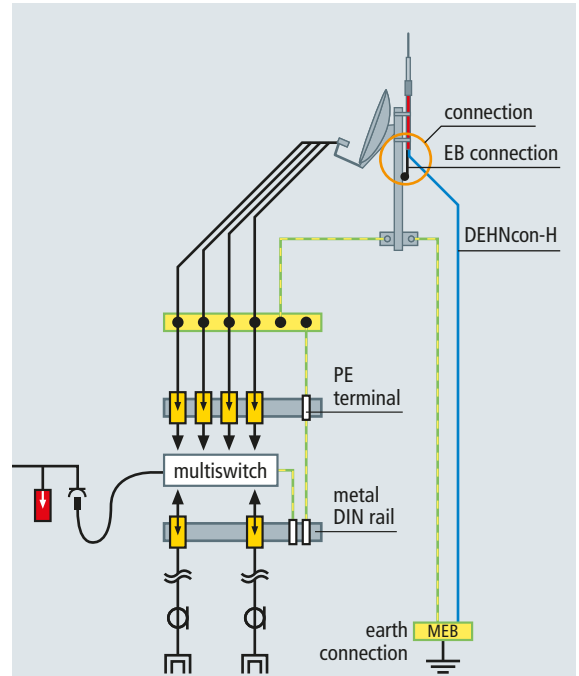 connection
EB connection
DEHNcon-H
PE
terminal
multiswitch
metal
DIN rail
earth
connection
MEB